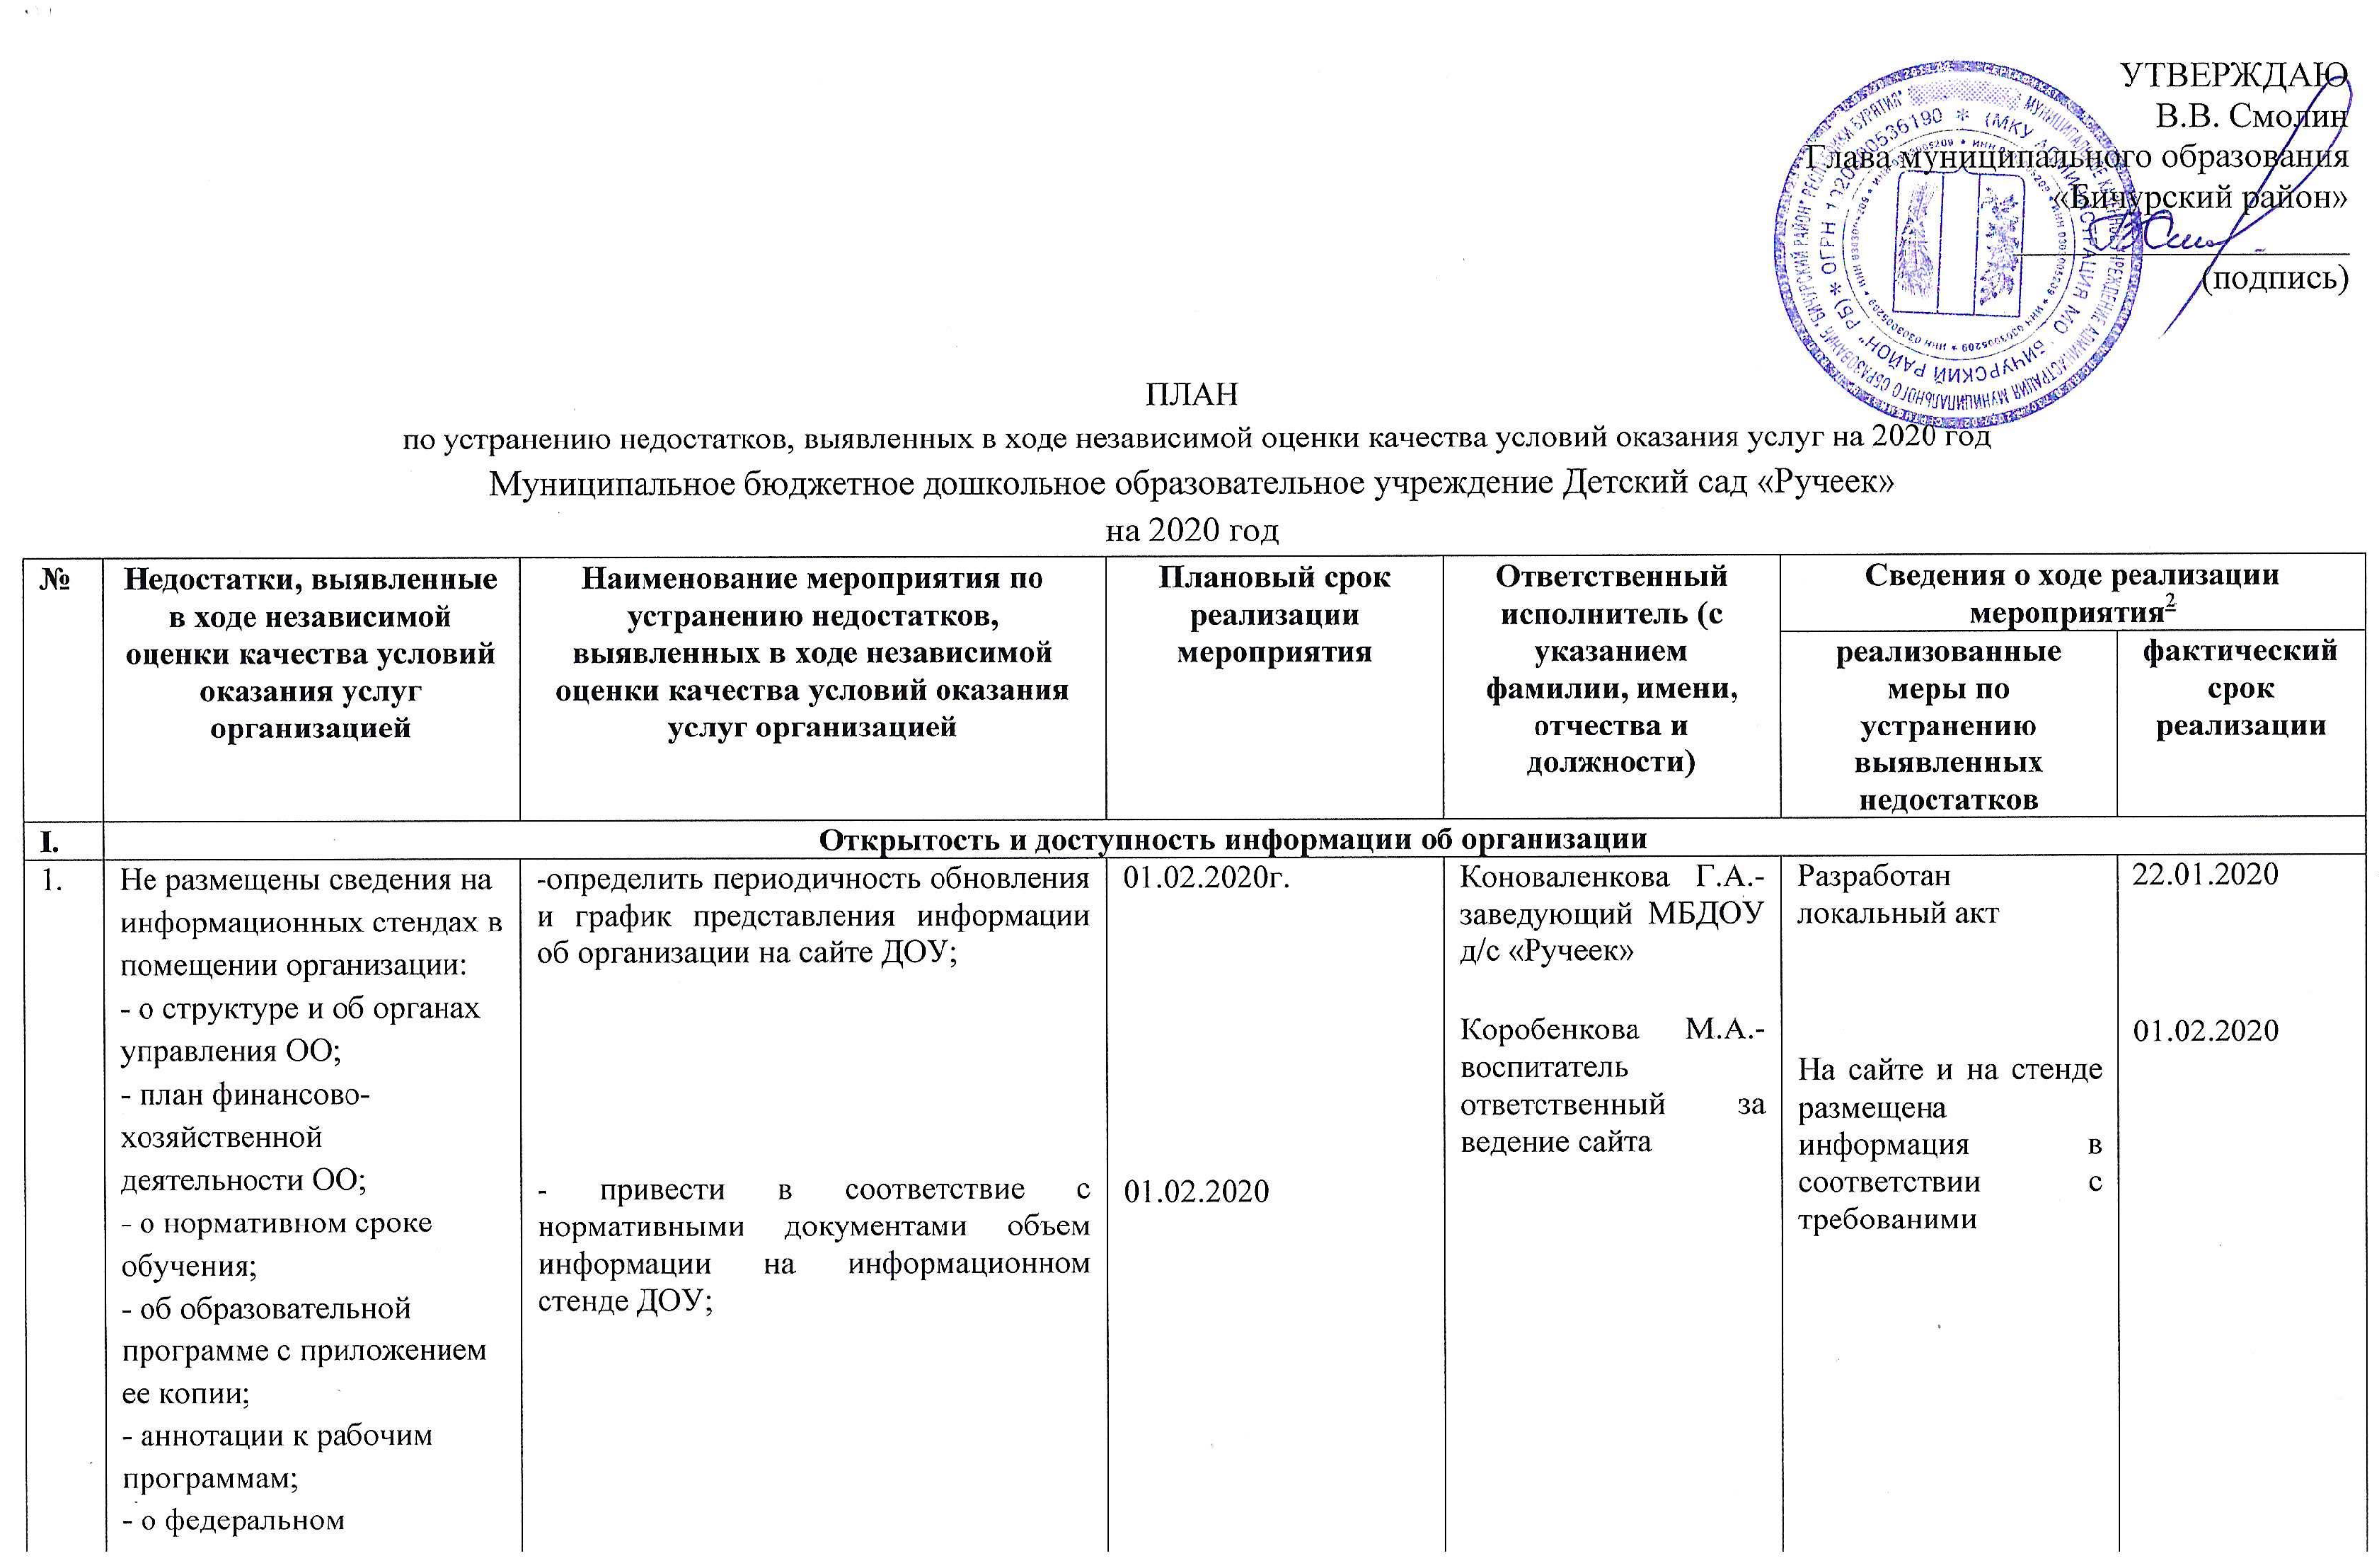 УТВЕРЖДАЮ
В.В. Смолин
Глава муниципального образования
«Бичурский район»
(подпись)
ПЛАН
по устранению недостатков, выявленных в ходе независимой оценки качества условий оказания услуг на 2020 год
Муниципальное бюджетное дошкольное образовательное учреждение Детский сад «Ручеек»
на 2020 год
№
Недостатки, выявленные
в ходе независимой
оценки качества условий
оказания услуг
организацией
Наименование мероприятия по
устранению недостатков,
выявленных в ходе независимой
оценки качества условий оказания
услуг организацией
Плановый срок
реализации
мероприятия
Ответственный
исполнитель (с
указанием
фамилии, имени,
отчества и
должности)
Сведения о ходе реализации
мероприятия2
реализованные
меры по
устранению
выявленных
недостатков
фактический
срок
реализации
I.
Открытость и доступность информации об организации
1.
Не размещены сведения на
информационных стендах в
помещении организации:
- о структуре и об органах
управления ОО;
- план финансово-
хозяйственной
деятельности ОО;
- о нормативном сроке
обучения;
- об образовательной
программе с приложением
ее копии;
- аннотации к рабочим
программам;
- о федеральном
-определить периодичность обновления
и график представления информации
об организации на сайте ДОУ;
- привести в соответствие с
нормативными документами объем
информации на информационном
стенде ДОУ;
01.02.2020г.
01.02.2020
Коноваленкова Г.А.-
заведующий МБДОУ
д/с «Ручеек»
Коробенкова М.А.-
воспитатель
ответственный за
ведение сайта
Разработан
локальный акт
На сайте и на стенде
размещена
информация в
соответствии с
требованими
22.01.2020
01.02.2020